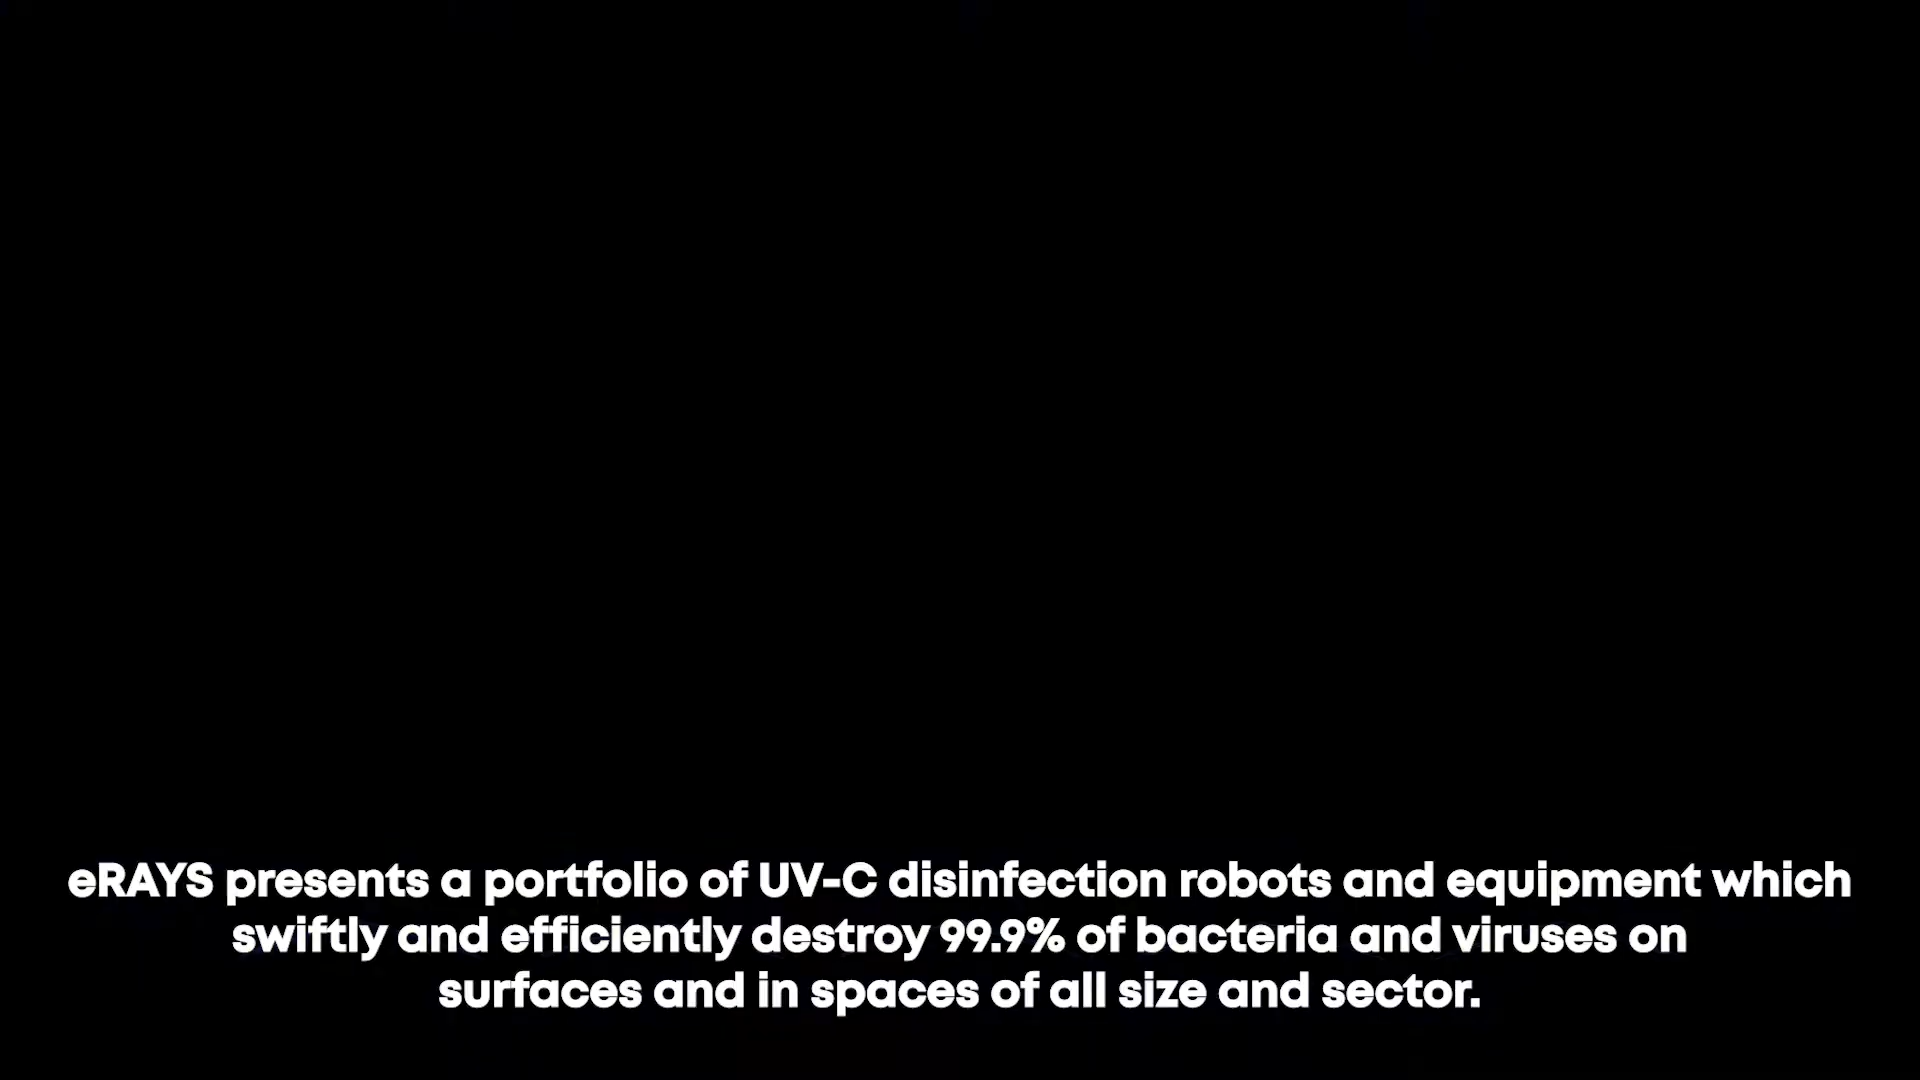 eRAYS presents a portfolio of UV-C disinfection robots and equipment which
swiftly and efficiently destroy 99.9% of bacteria and viruses on
surfaces and in spaces of all size and sector.